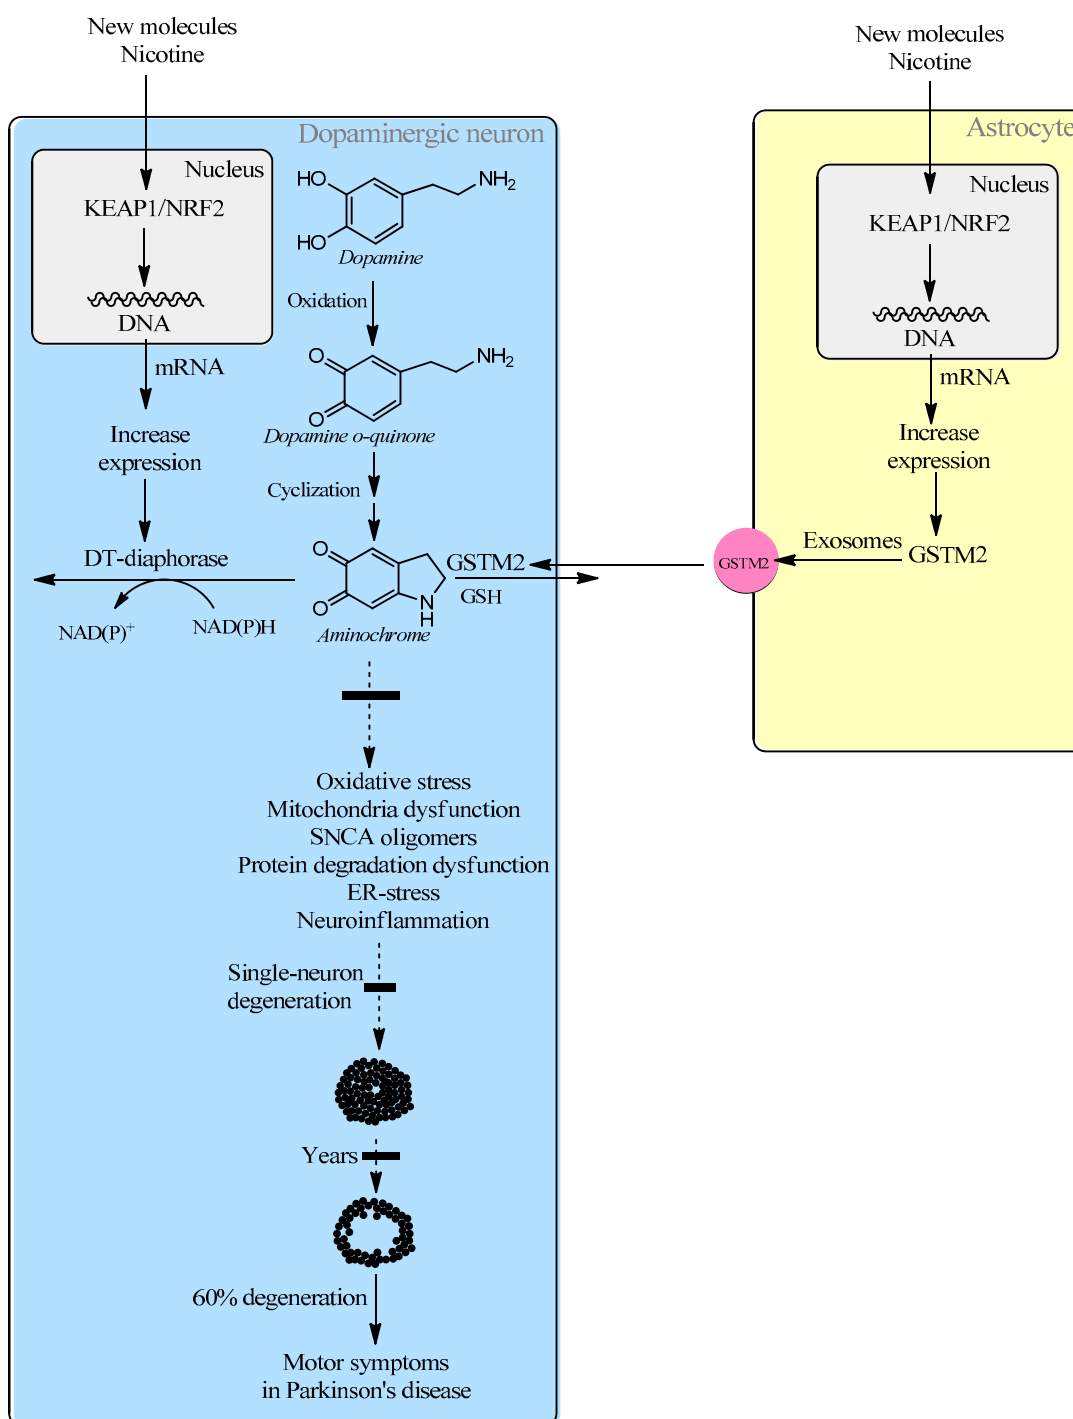 New molecules
Nicotine
Dopaminergic neuron
Nucleus
KEAP1/NRF2
DNA
mRNA
Increase
expression
DT-diaphorase
NAD(P)+
NAD(P)H
HO
HO
NH2
Dopamine
Oxidation
O
O
NH2
Dopamine o-quinone
Cyclization
O
O
N
H
Aminochrome
GSTM2
GSH
Oxidative stress
Mitochondria dysfunction
SNCA oligomers
Protein degradation dysfunction
ER-stress
Neuroinflammation
Single-neuron
degeneration
Years
60% degeneration
Motor symptoms
in Parkinson's disease
New molecules
Nicotine
Astrocyte
Nucleus
KEAP1/NRF2
DNA
mRNA
Increase
expression
GSTM2
Exosomes
GSTM2